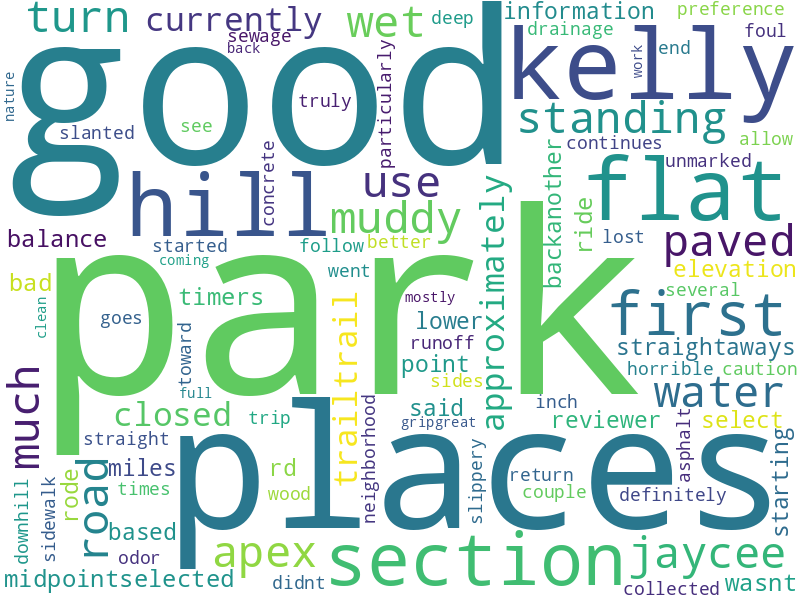 turn
currently
sewage
back
wet
deep
information
preference
drainage
foul
good
kelly
work
end
nature
slanted
see
truly
particularly
standing
continues
allow
hill
concrete
use
unmarked
flat
balance
started
follow
muddy
better
approximately
backanother
ride
lost
paved
coming
went
elevation
bad
timers
park
mostly
several
first
clean
goes
toward
trailtrail
lower
runoff
straightaways
full
point
sides
horrible
caution
water
much
closed
trip
neighborhood
said
gripgreat
inch
reviewer
asphalt
select
straight
places
miles
rd
slippery
return
definitely
starting
road
rode
times
wood
couple
downhill
sidewalk
based
odor
apex
section
jaycee
midpointselected
didnt
collected
wasnt